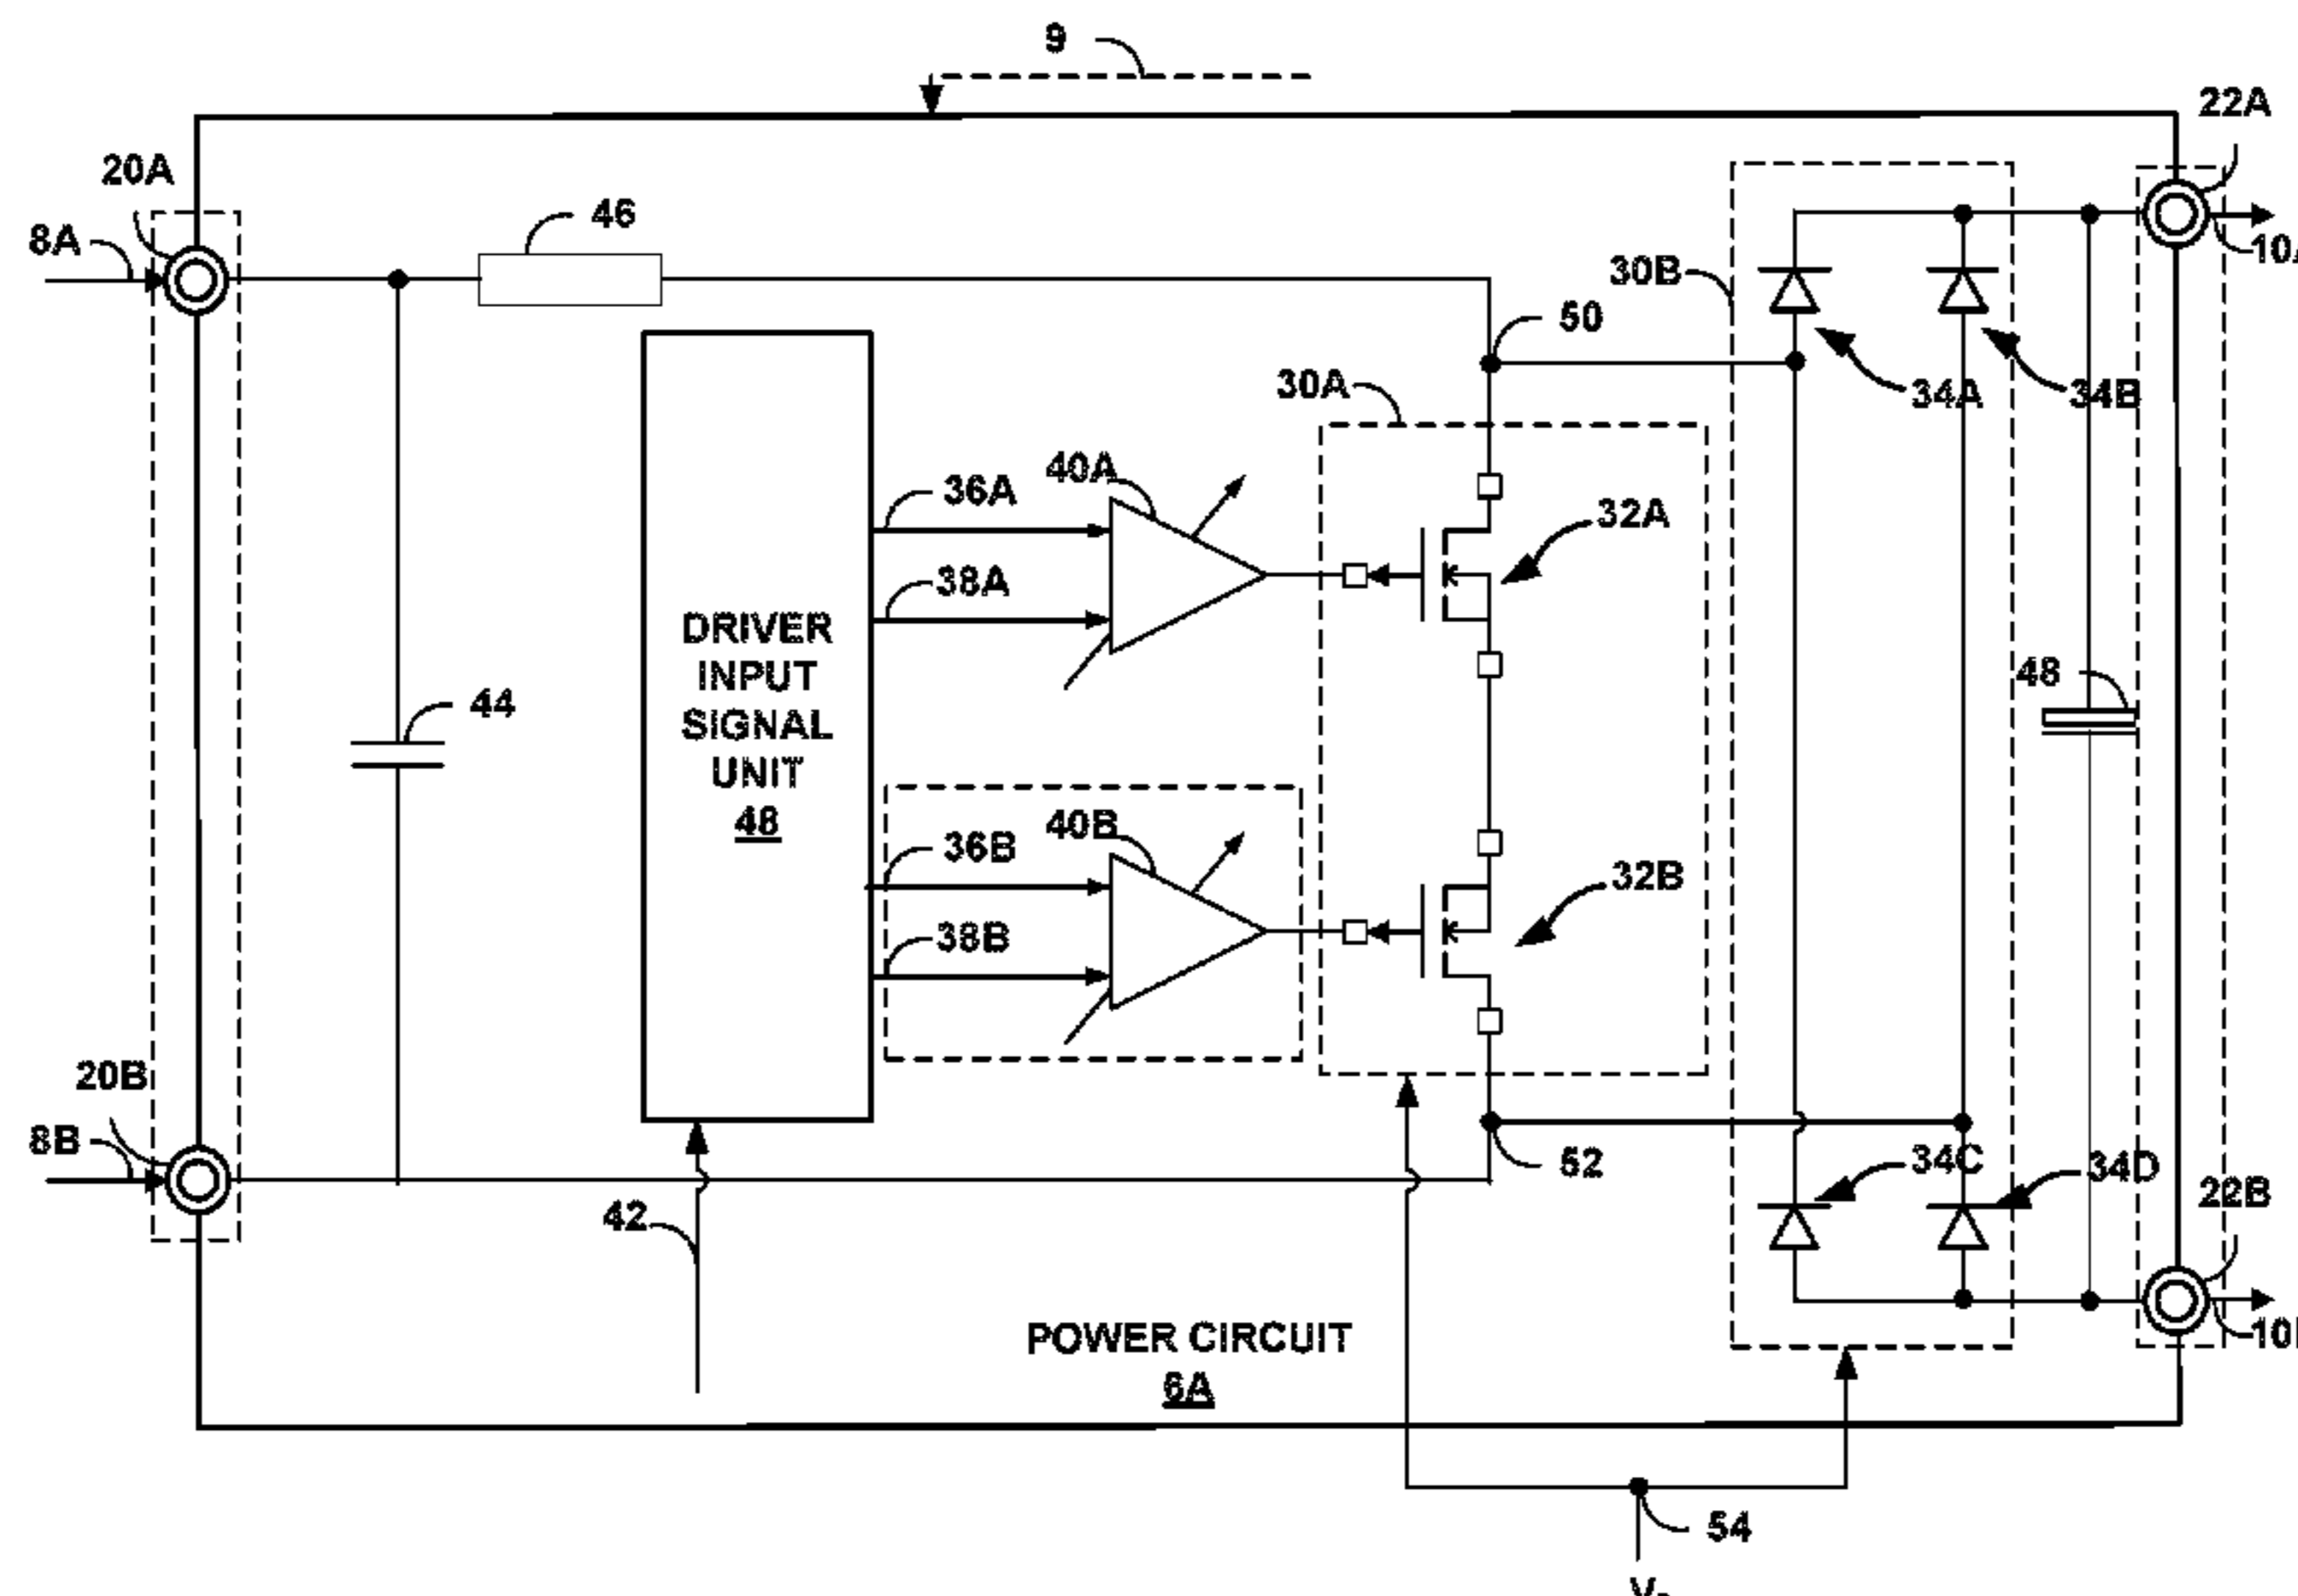 9
22A
20A
46
8A
10A
30B
50
34A
34B
30A
40A
36A
32A
38A
DRIVER
INPUT
SIGNAL
UNIT
48
48
44
40B
36B
32B
38B
20B
8B
52
34C
34D
42
22B
POWER CIRCUIT
6A
54